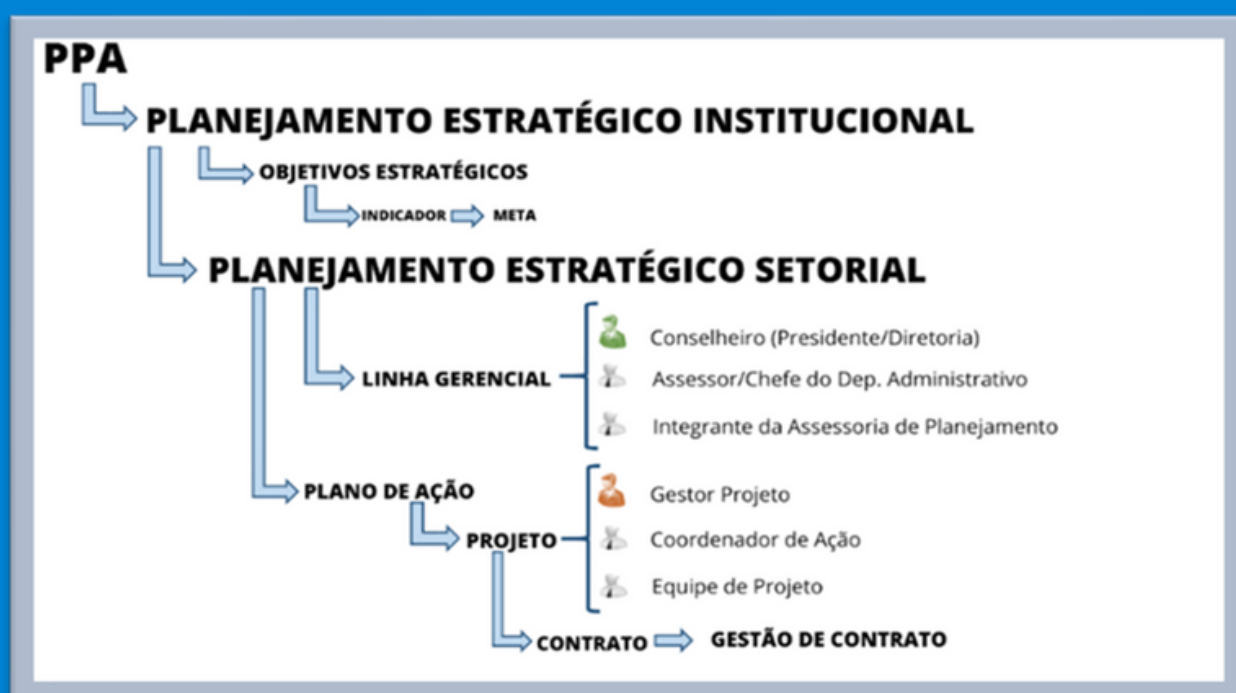 PPA
PLANEJAMENTO ESTRATÉGICO INSTITUCIONAL
OBJETIVOS ESTRATÉGICOS
INDICADOR META
PLANEJAMENTO ESTRATÉGICO SETORIAL
Conselheiro (Presidente/Diretoria)
LINHA GERENCIAL Assessor/Chefe do Dep. Administrativo
Integrante da Assessoria de Planejamento
PLANO DE AÇÃO Gestor Projeto
PROJETO Coordenador de Ação
Equipe de Projeto
CONTRATO GESTÃO DE CONTRATO